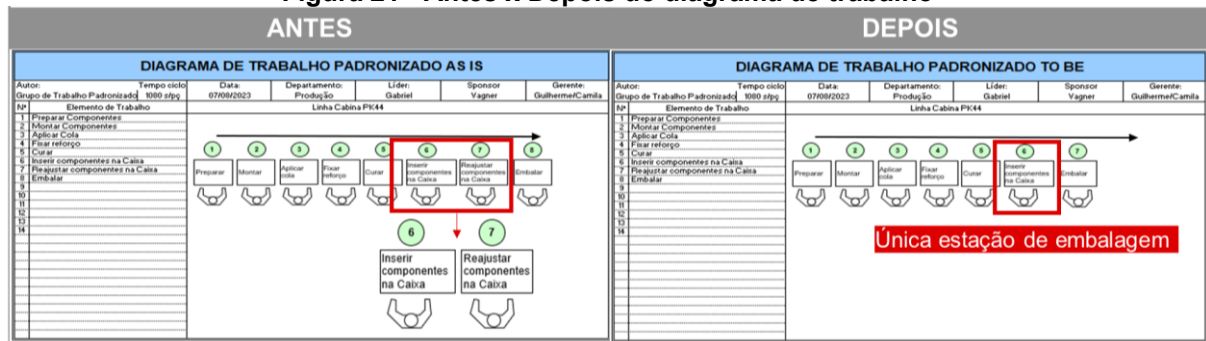 Figura 21 - Antes x Depois do diagrama de trabalho
ANTES
DIAGRAMA DE TRABALHO PADRONIZADO AS IS
Autor: Tempo ciclo Data: Departamento: Líder: Sponsor Gerente:
Grupo de Trabalho Padronizado 1080 s/pç 07/08/2023 Produção Gabriel Vagner Guilherme/Camila
Nº Elemento de Trabalho Linha Cabina PK44
1 Preparar Componentes
2 Montar Componentes
3 Aplicar Cola
4 Fixar reforço
5 Curar
6 Inserir componentes na Caixa
7 Reajustar componentes na Caixa
8 Embalar
9
10
11
12
13
14
1 2 3 4 5 6 7 8
Preparar Montar Aplicar cola Fixar reforço Curar Inserir componentes na Caixa Reajustar componentes na Caixa Embalar
6 7
Inserir componentes na Caixa
Reajustar componentes na Caixa
DEPOIS
DIAGRAMA DE TRABALHO PADRONIZADO TO BE
Autor: Tempo ciclo Data: Departamento: Líder: Sponsor Gerente:
Grupo de Trabalho Padronizado 1080 s/pç 07/08/2023 Produção Gabriel Vagner Guilherme/Camila
Nº Elemento de Trabalho Linha Cabina PK44
1 Preparar Componentes
2 Montar Componentes
3 Aplicar Cola
4 Fixar reforço
5 Curar
6 Inserir componentes na Caixa
7 Reajustar componentes na Caixa
8 Embalar
9
10
11
12
13
14
1 2 3 4 5 6 7
Preparar Montar Aplicar cola Fixar reforço Curar Inserir componentes na Caixa Embalar
Única estação de embalagem